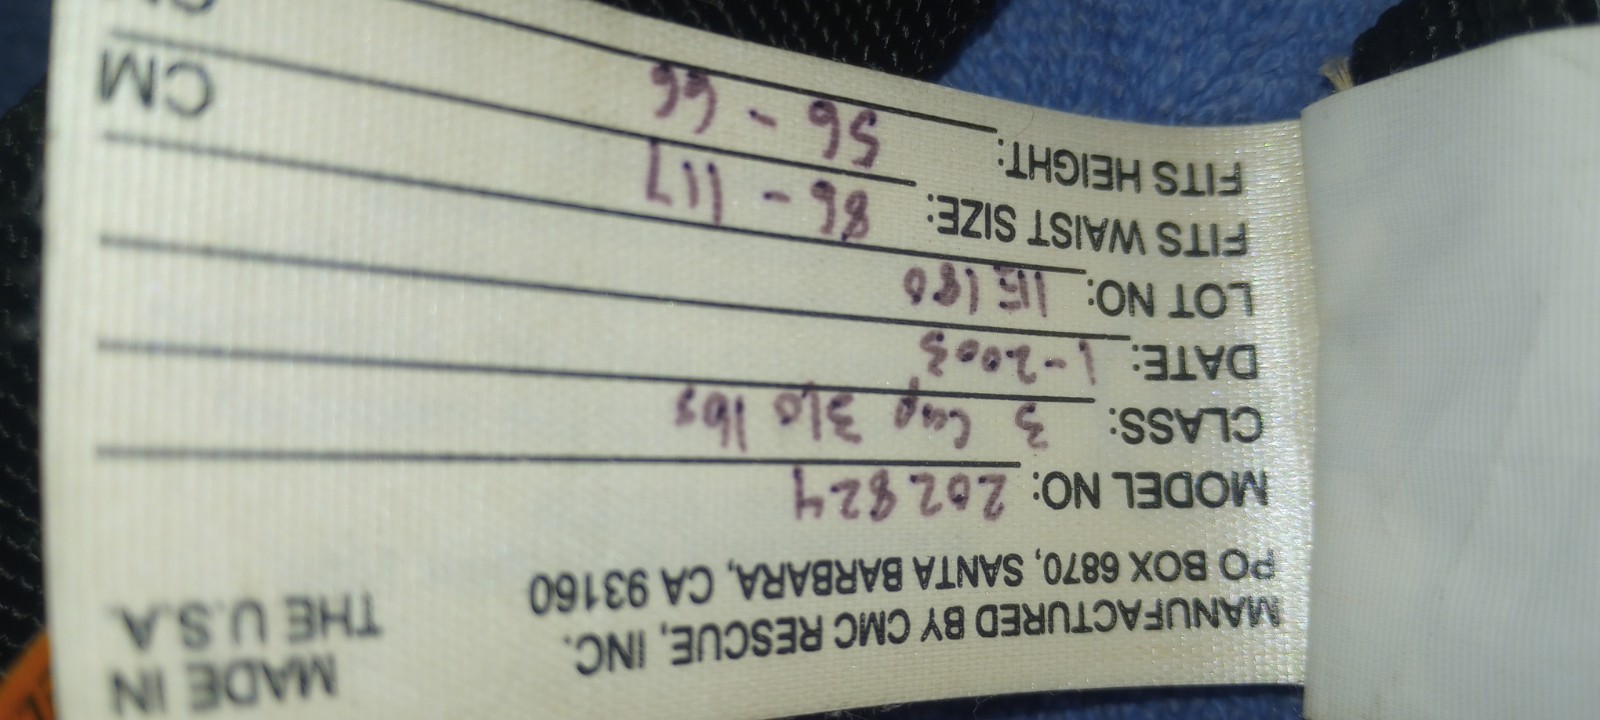 MADE IN
THE U.S.A.
MANUFACTURED BY CMC RESCUE, INC.
PO BOX 6870, SANTA BARBARA, CA 93160
MODEL NO: 202824
CLASS: 3 Cap 310 lbs
DATE: 1-2003
LOT NO: 11E180
FITS WAIST SIZE: 86 - 117 CM
FITS HEIGHT: 56 - 66